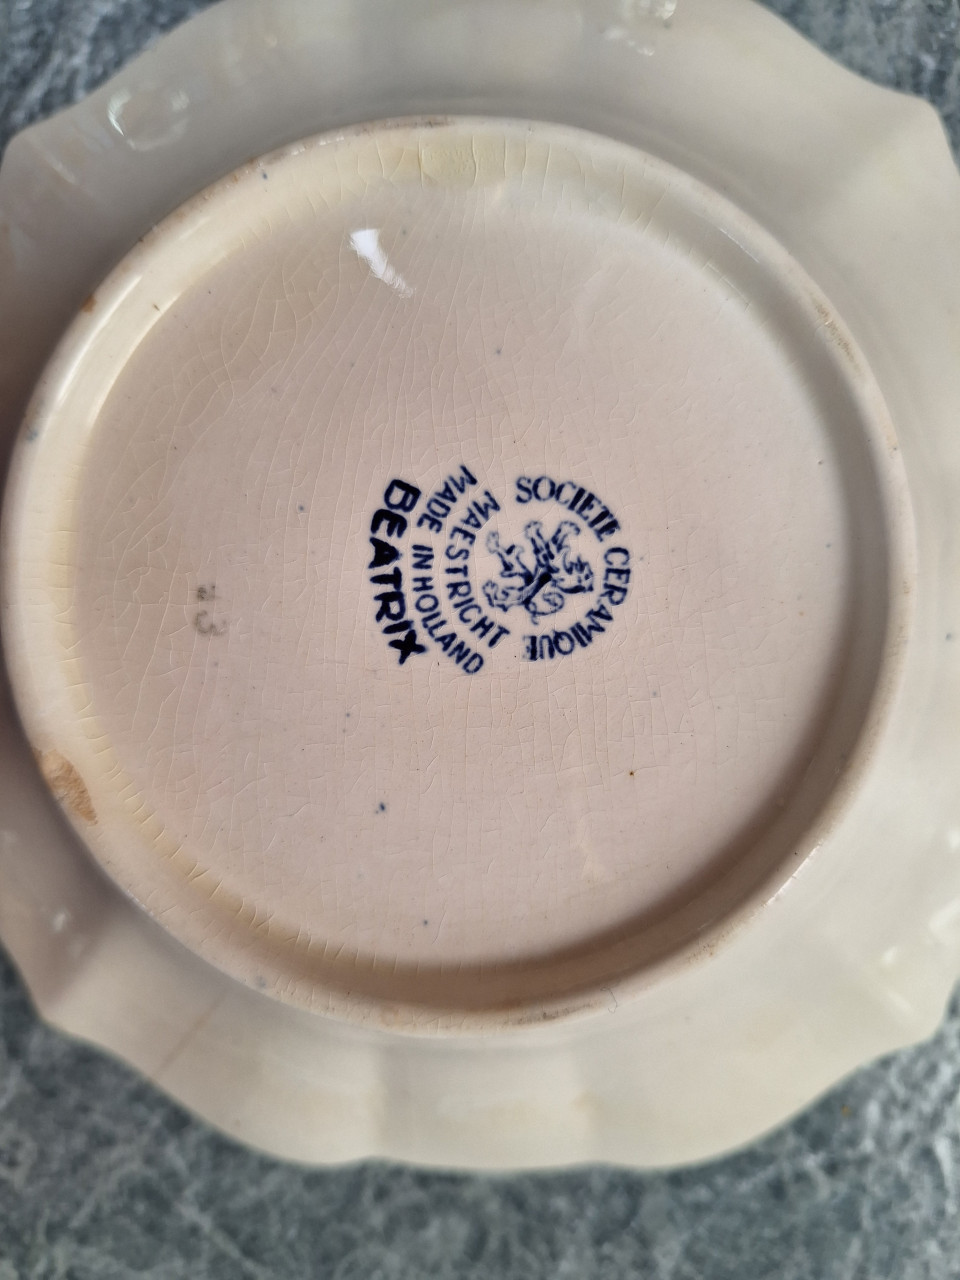 SOCIETE CERAMIQUE
MAESTRICHT
MADE IN HOLLAND
BEATRIX